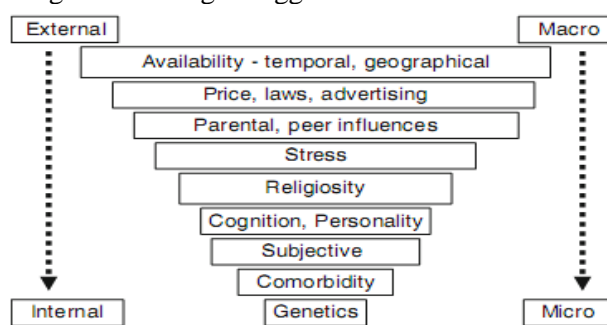 External
Macro
Availability - temporal, geographical
Price, laws, advertising
Parental, peer influences
Stress
Religiosity
Cognition, Personality
Subjective
Comorbidity
Internal
Genetics
Micro